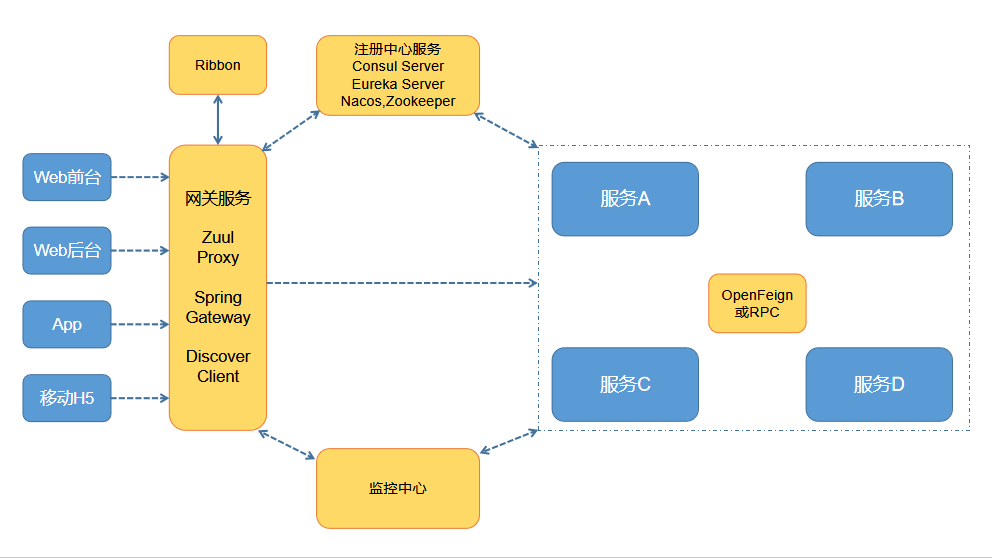 Ribbon
注册中心服务
Consul Server
Eureka Server
Nacos,Zookeeper
Web前台
Web后台
App
移动H5
网关服务
Zuul
Proxy
Spring
Gateway
Discover
Client
服务A
服务B
OpenFeign
或RPC
服务C
服务D
监控中心